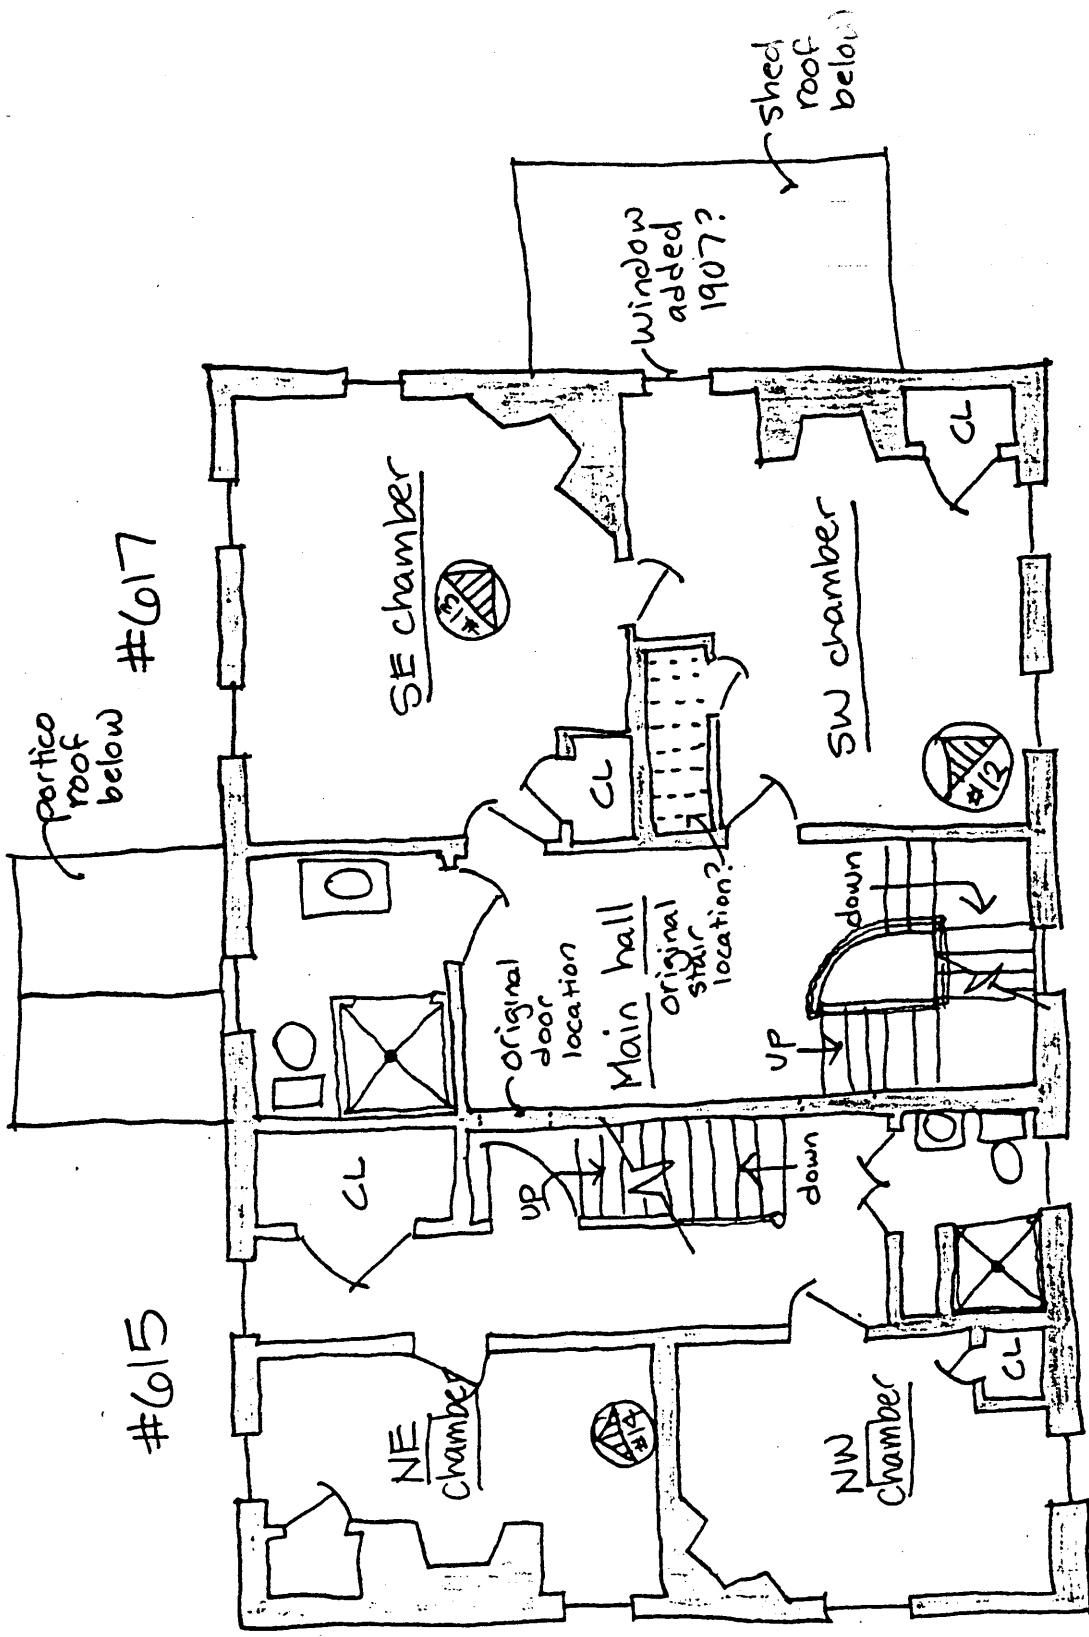 #615
#617
portico
roof
below
NE
chamber
#14
CL
UP
down
original
door
location
Main hall
original
stair
location?
UP
down
SE chamber
#13
CL
SW chamber
#12
CL
NW
chamber
CL
Window
added
1907?
shed
roof
below